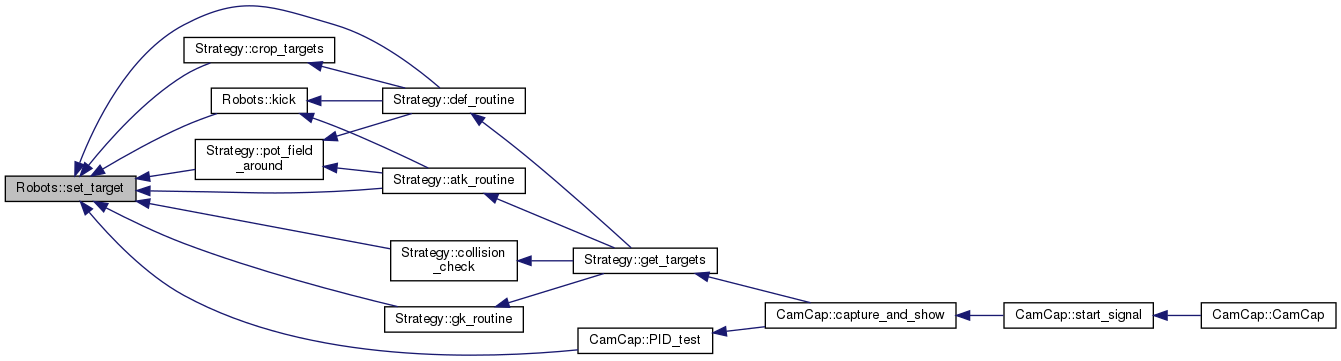 Strategy::crop_targets
Robots::kick
Strategy::def_routine
Strategy::pot_field
_around
Robots::set_target
Strategy::atk_routine
Strategy::collision
_check
Strategy::get_targets
Strategy::gk_routine
CamCap::PID_test
CamCap::capture_and_show
CamCap::start_signal
CamCap::CamCap